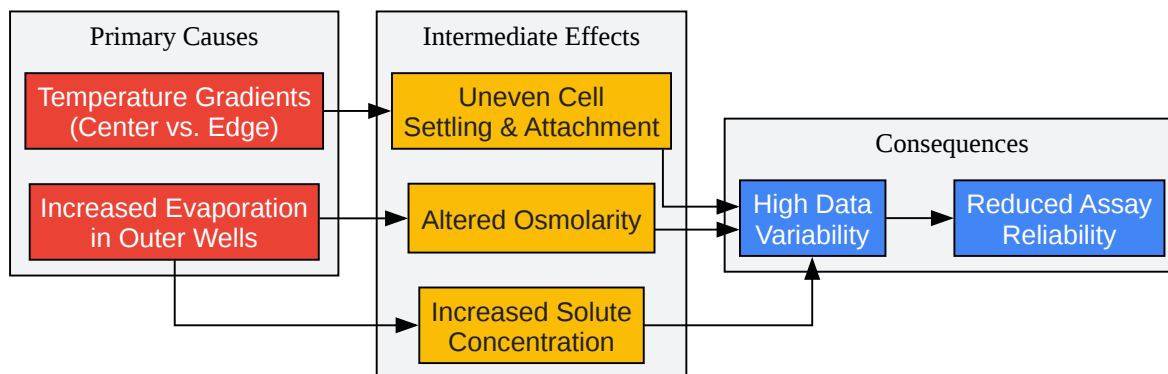 Primary Causes
Temperature Gradients
(Center vs. Edge)
Increased Evaporation
in Outer Wells
Intermediate Effects
Uneven Cell
Settling & Attachment
Altered Osmolarity
Increased Solute
Concentration
Consequences
High Data
Variability
Reduced Assay
Reliability